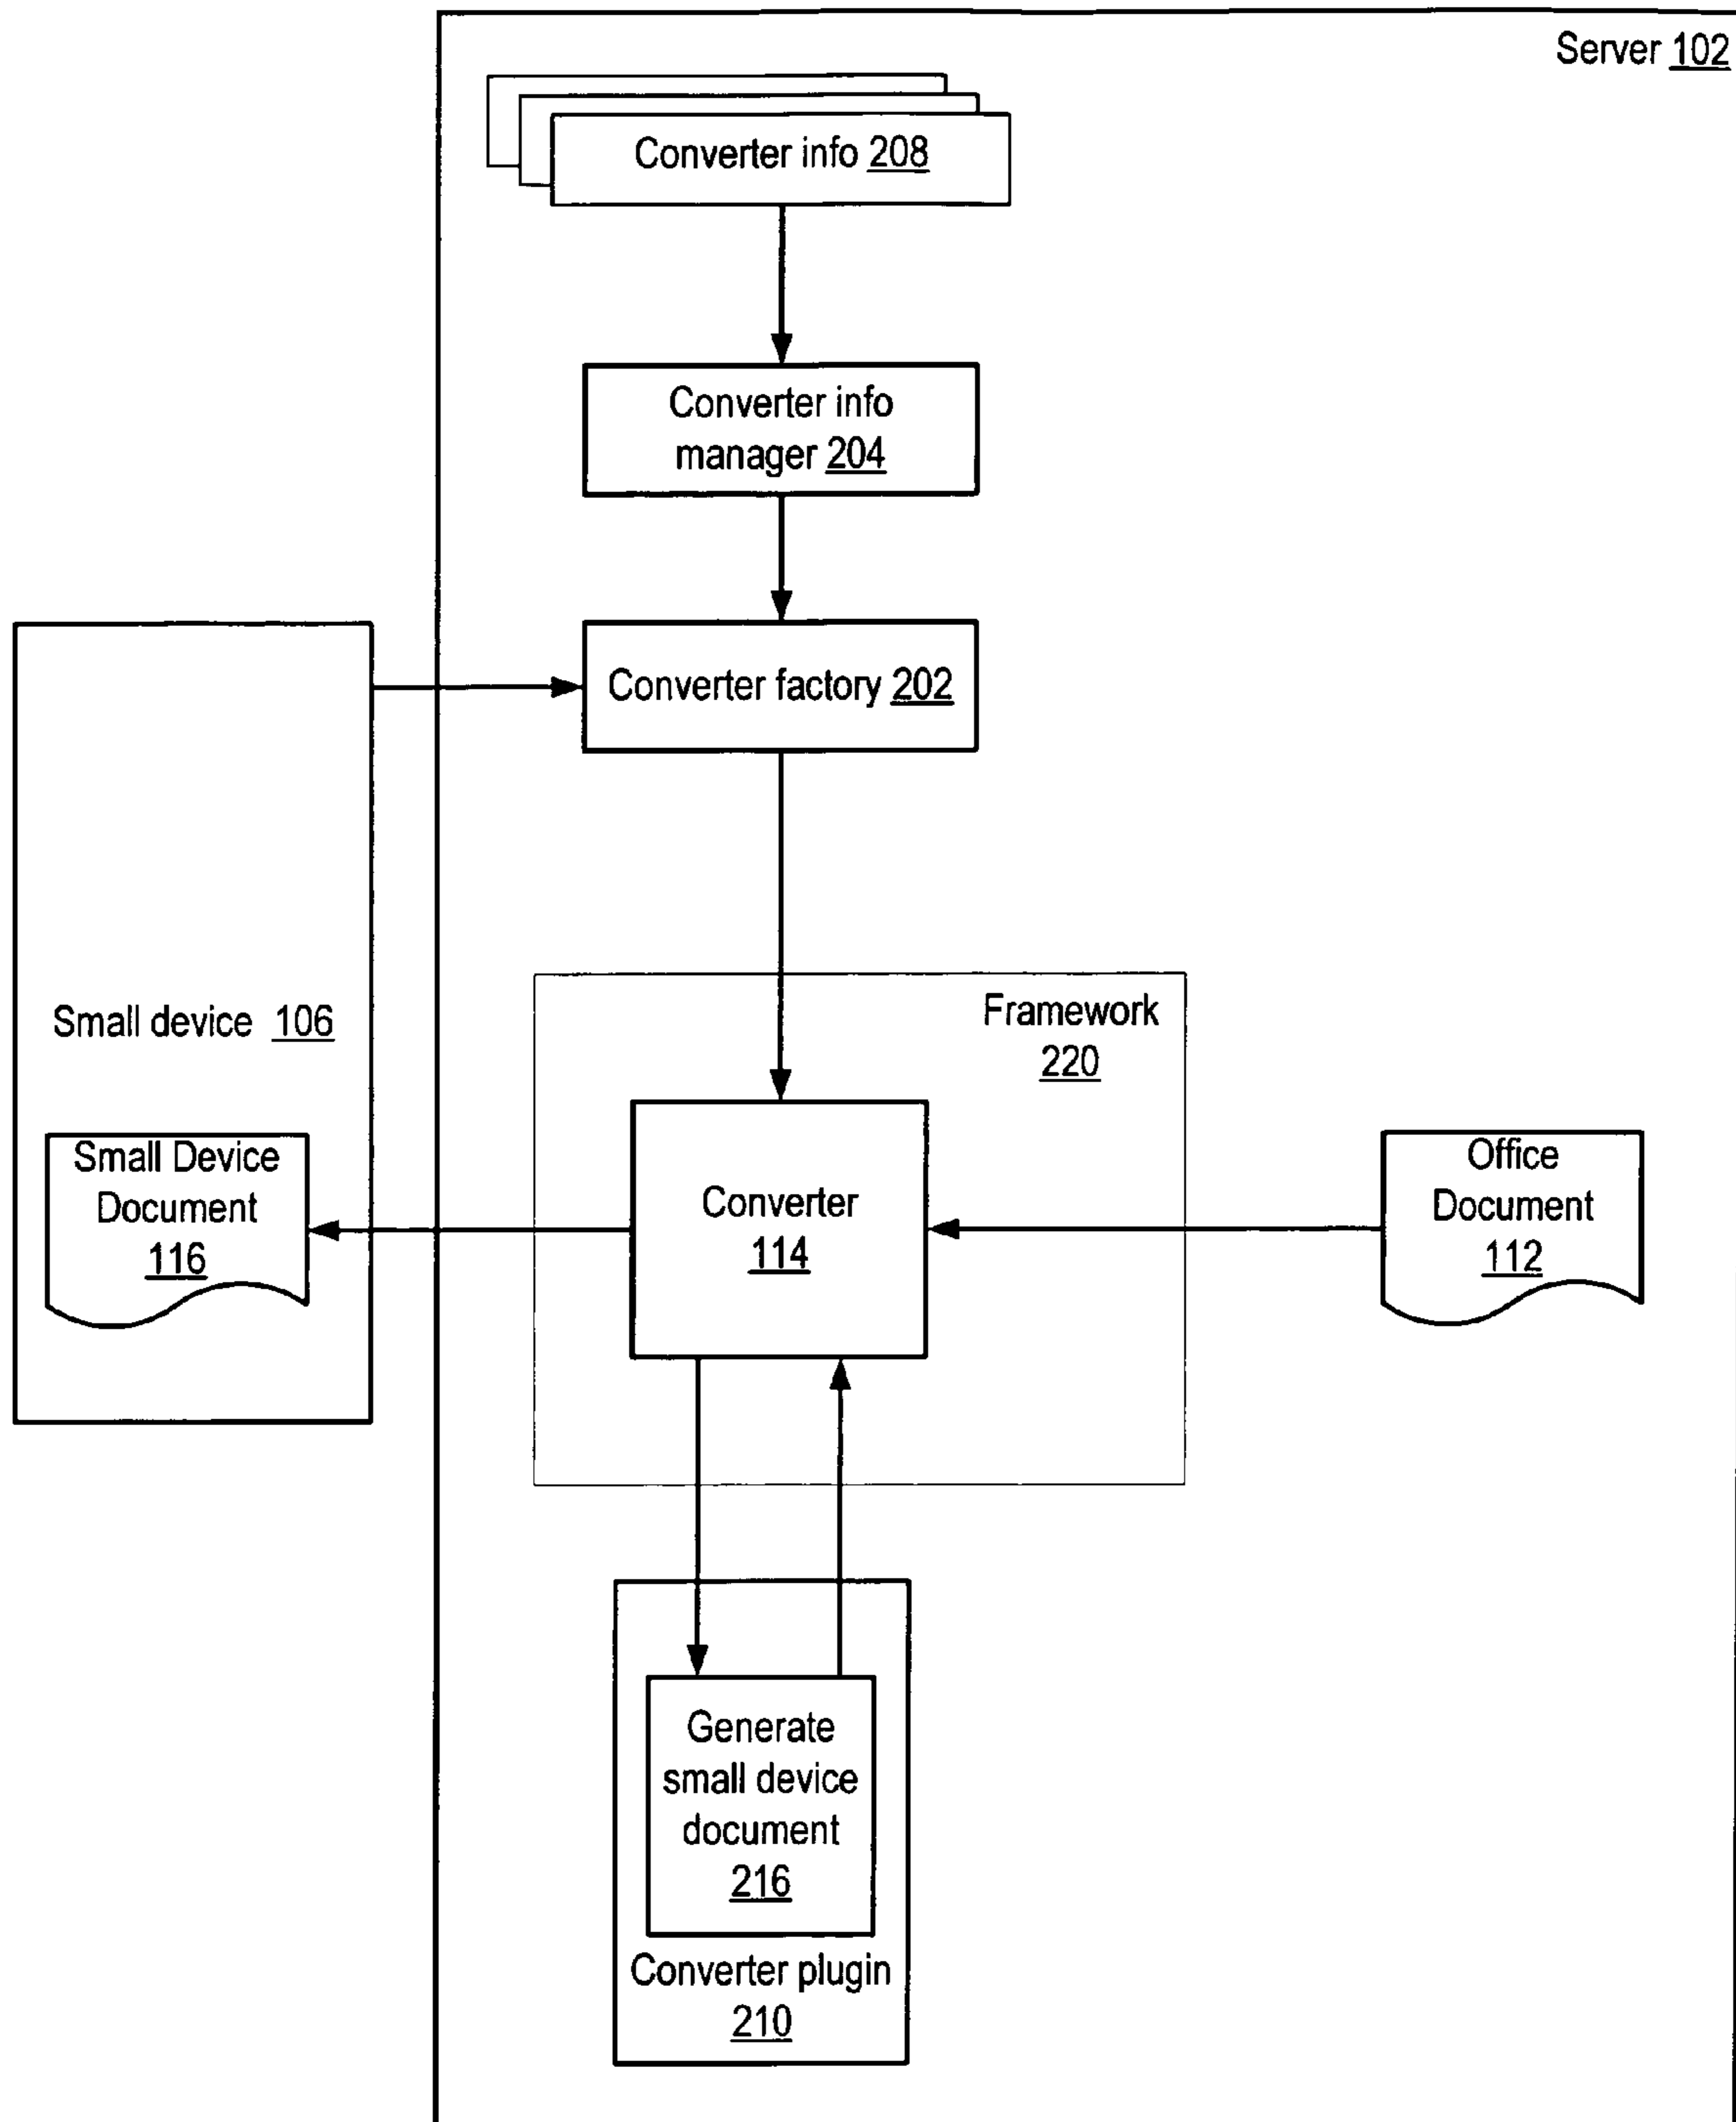 Server 102
Converter info 208
Converter info
manager 204
Converter factory 202
Small device 106
Framework
220
Small Device
Document
116
Converter
114
Office
Document
112
Generate
small device
document
216
Converter plugin
210